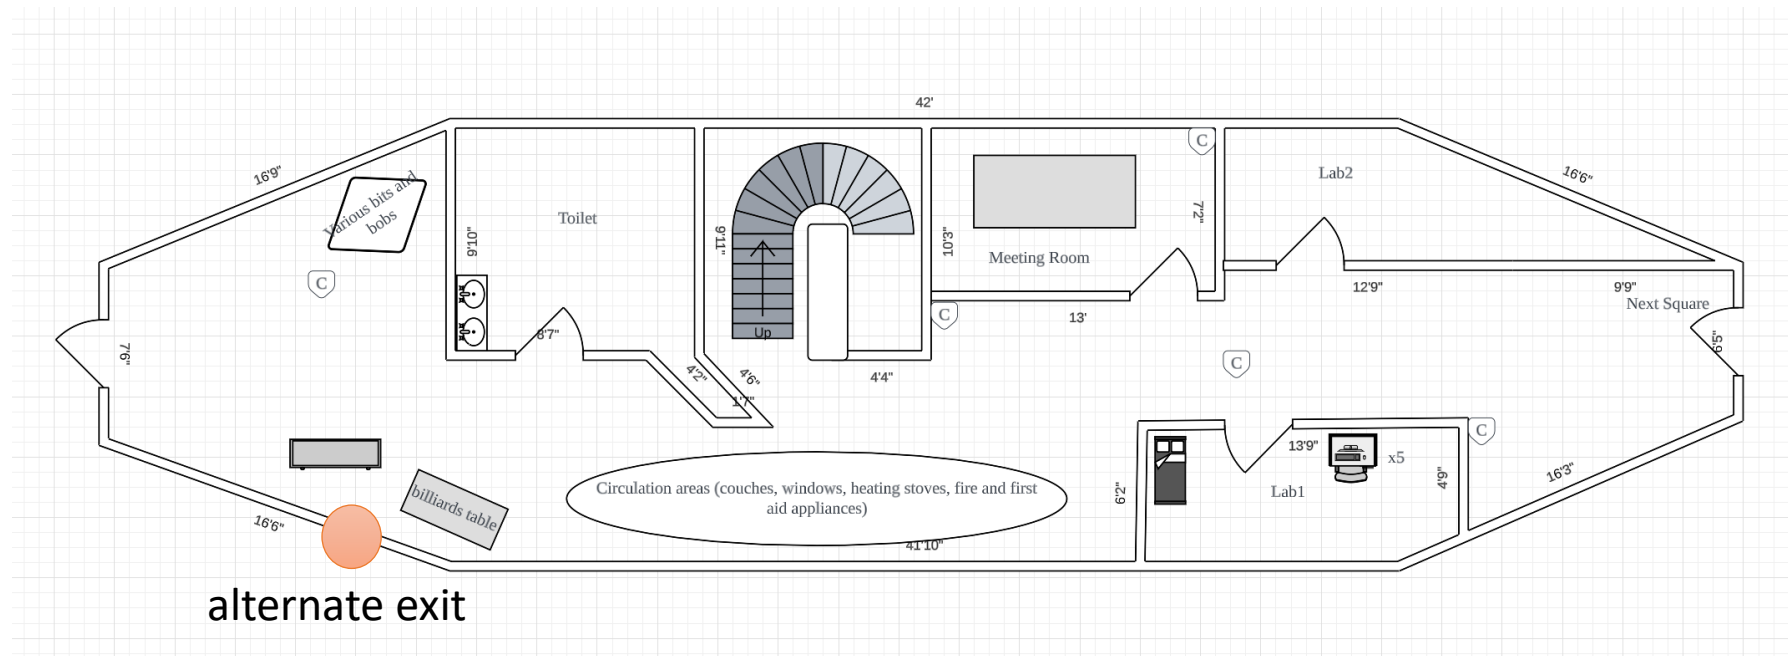 42'
16'9"
16'6"
C
Lab2
Various bits and
bobs
Toilet
7'2"
9'10"
9'11"
10'3"
Meeting Room
C
12'9"
9'9"
Next Square
C
13'
Up
8'7"
7'6"
6'5"
C
4'2"
4'6"
4'4"
1'7"
C
13'9"
x5
16'3"
4'9"
6'2"
Lab1
billiards table
Circulation areas (couches, windows, heating stoves, fire and first
aid appliances)
16'6"
41'10"
alternate exit